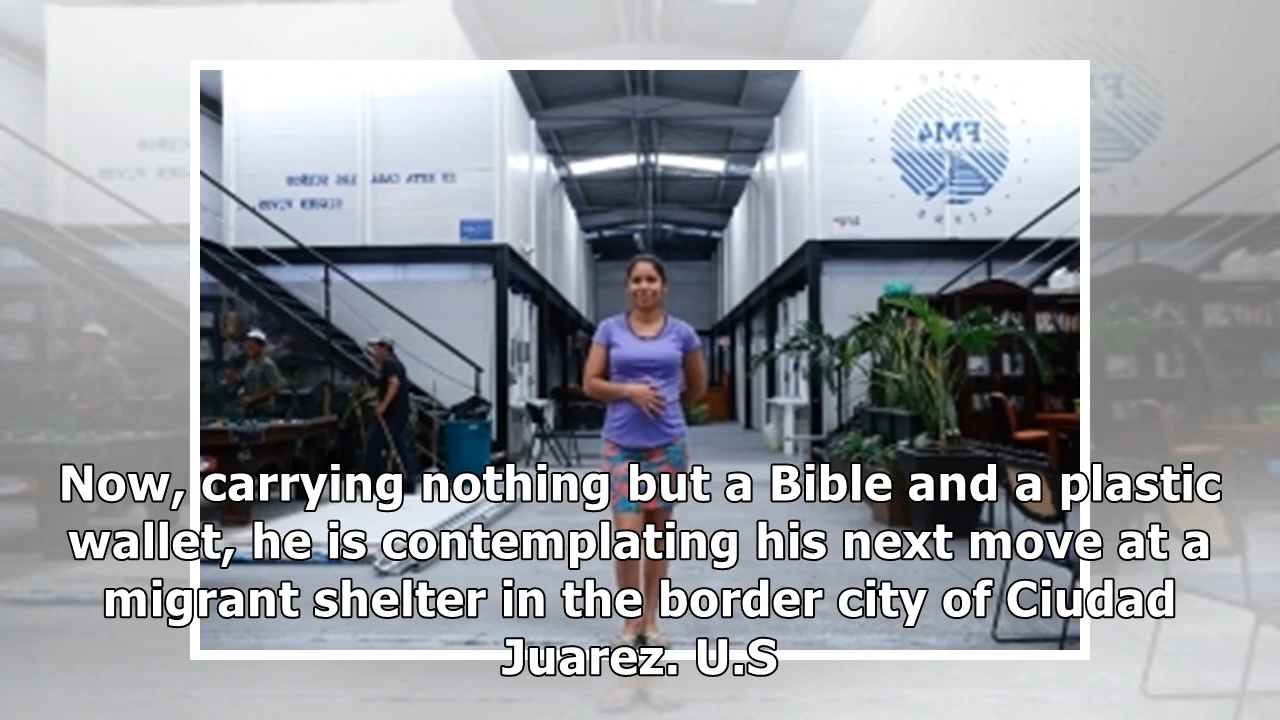 FM4
Now, carrying nothing but a Bible and a plastic
wallet, he is contemplating his next move at a
migrant shelter in the border city of Ciudad
Juarez. U.S